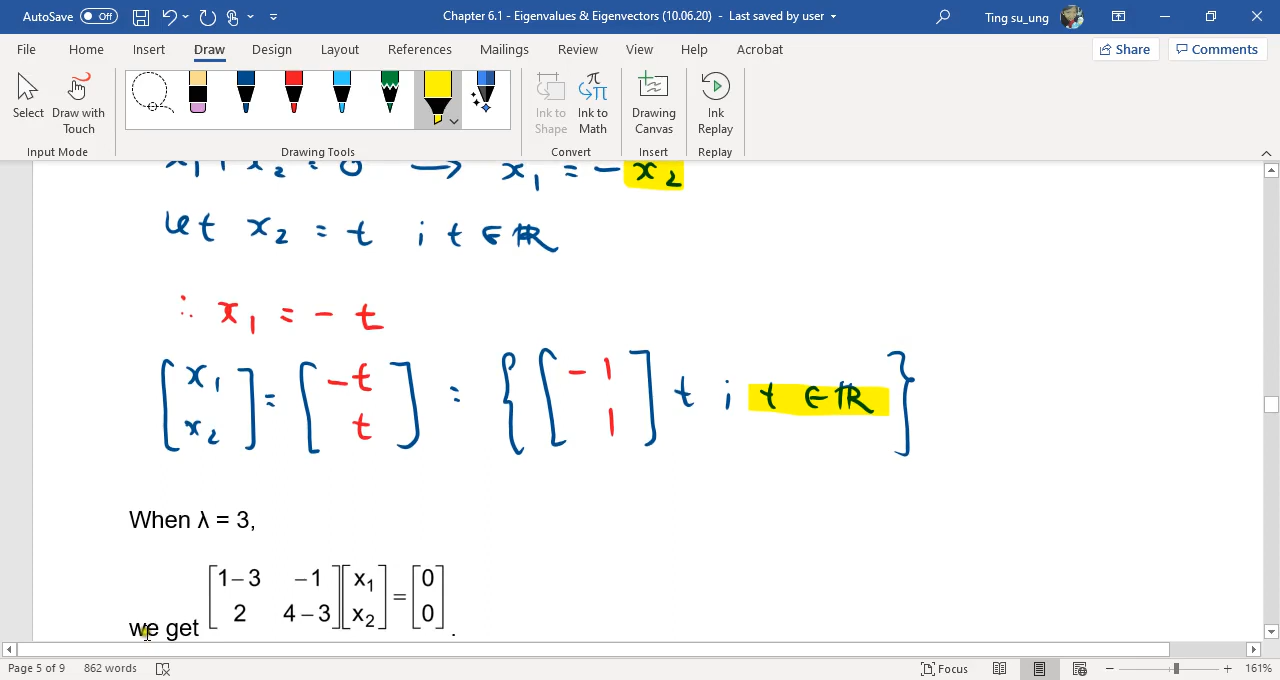 AutoSave Off Chapter 6.1 - Eigenvalues & Eigenvectors (10.06.20) - Last saved by user Ting su_ung
File Home Insert Draw Design Layout References Mailings Review View Help Acrobat Share Comments
Select Draw with Touch Ink to Shape Ink to Math Drawing Canvas Ink Replay
Input Mode Drawing Tools Convert Insert Replay
x₁ + x₂ = 0 → x₁ = - x₂
let x₂ = t ; t ∈ ℝ
∴ x₁ = - t
[x₁ x₂] = [-t t] = {[-1 1] t ; t ∈ ℝ}
When λ = 3,
we get [1-3 -1 2 4-3][x₁ x₂] = [0 0].
Page 5 of 9 862 words Focus 161%